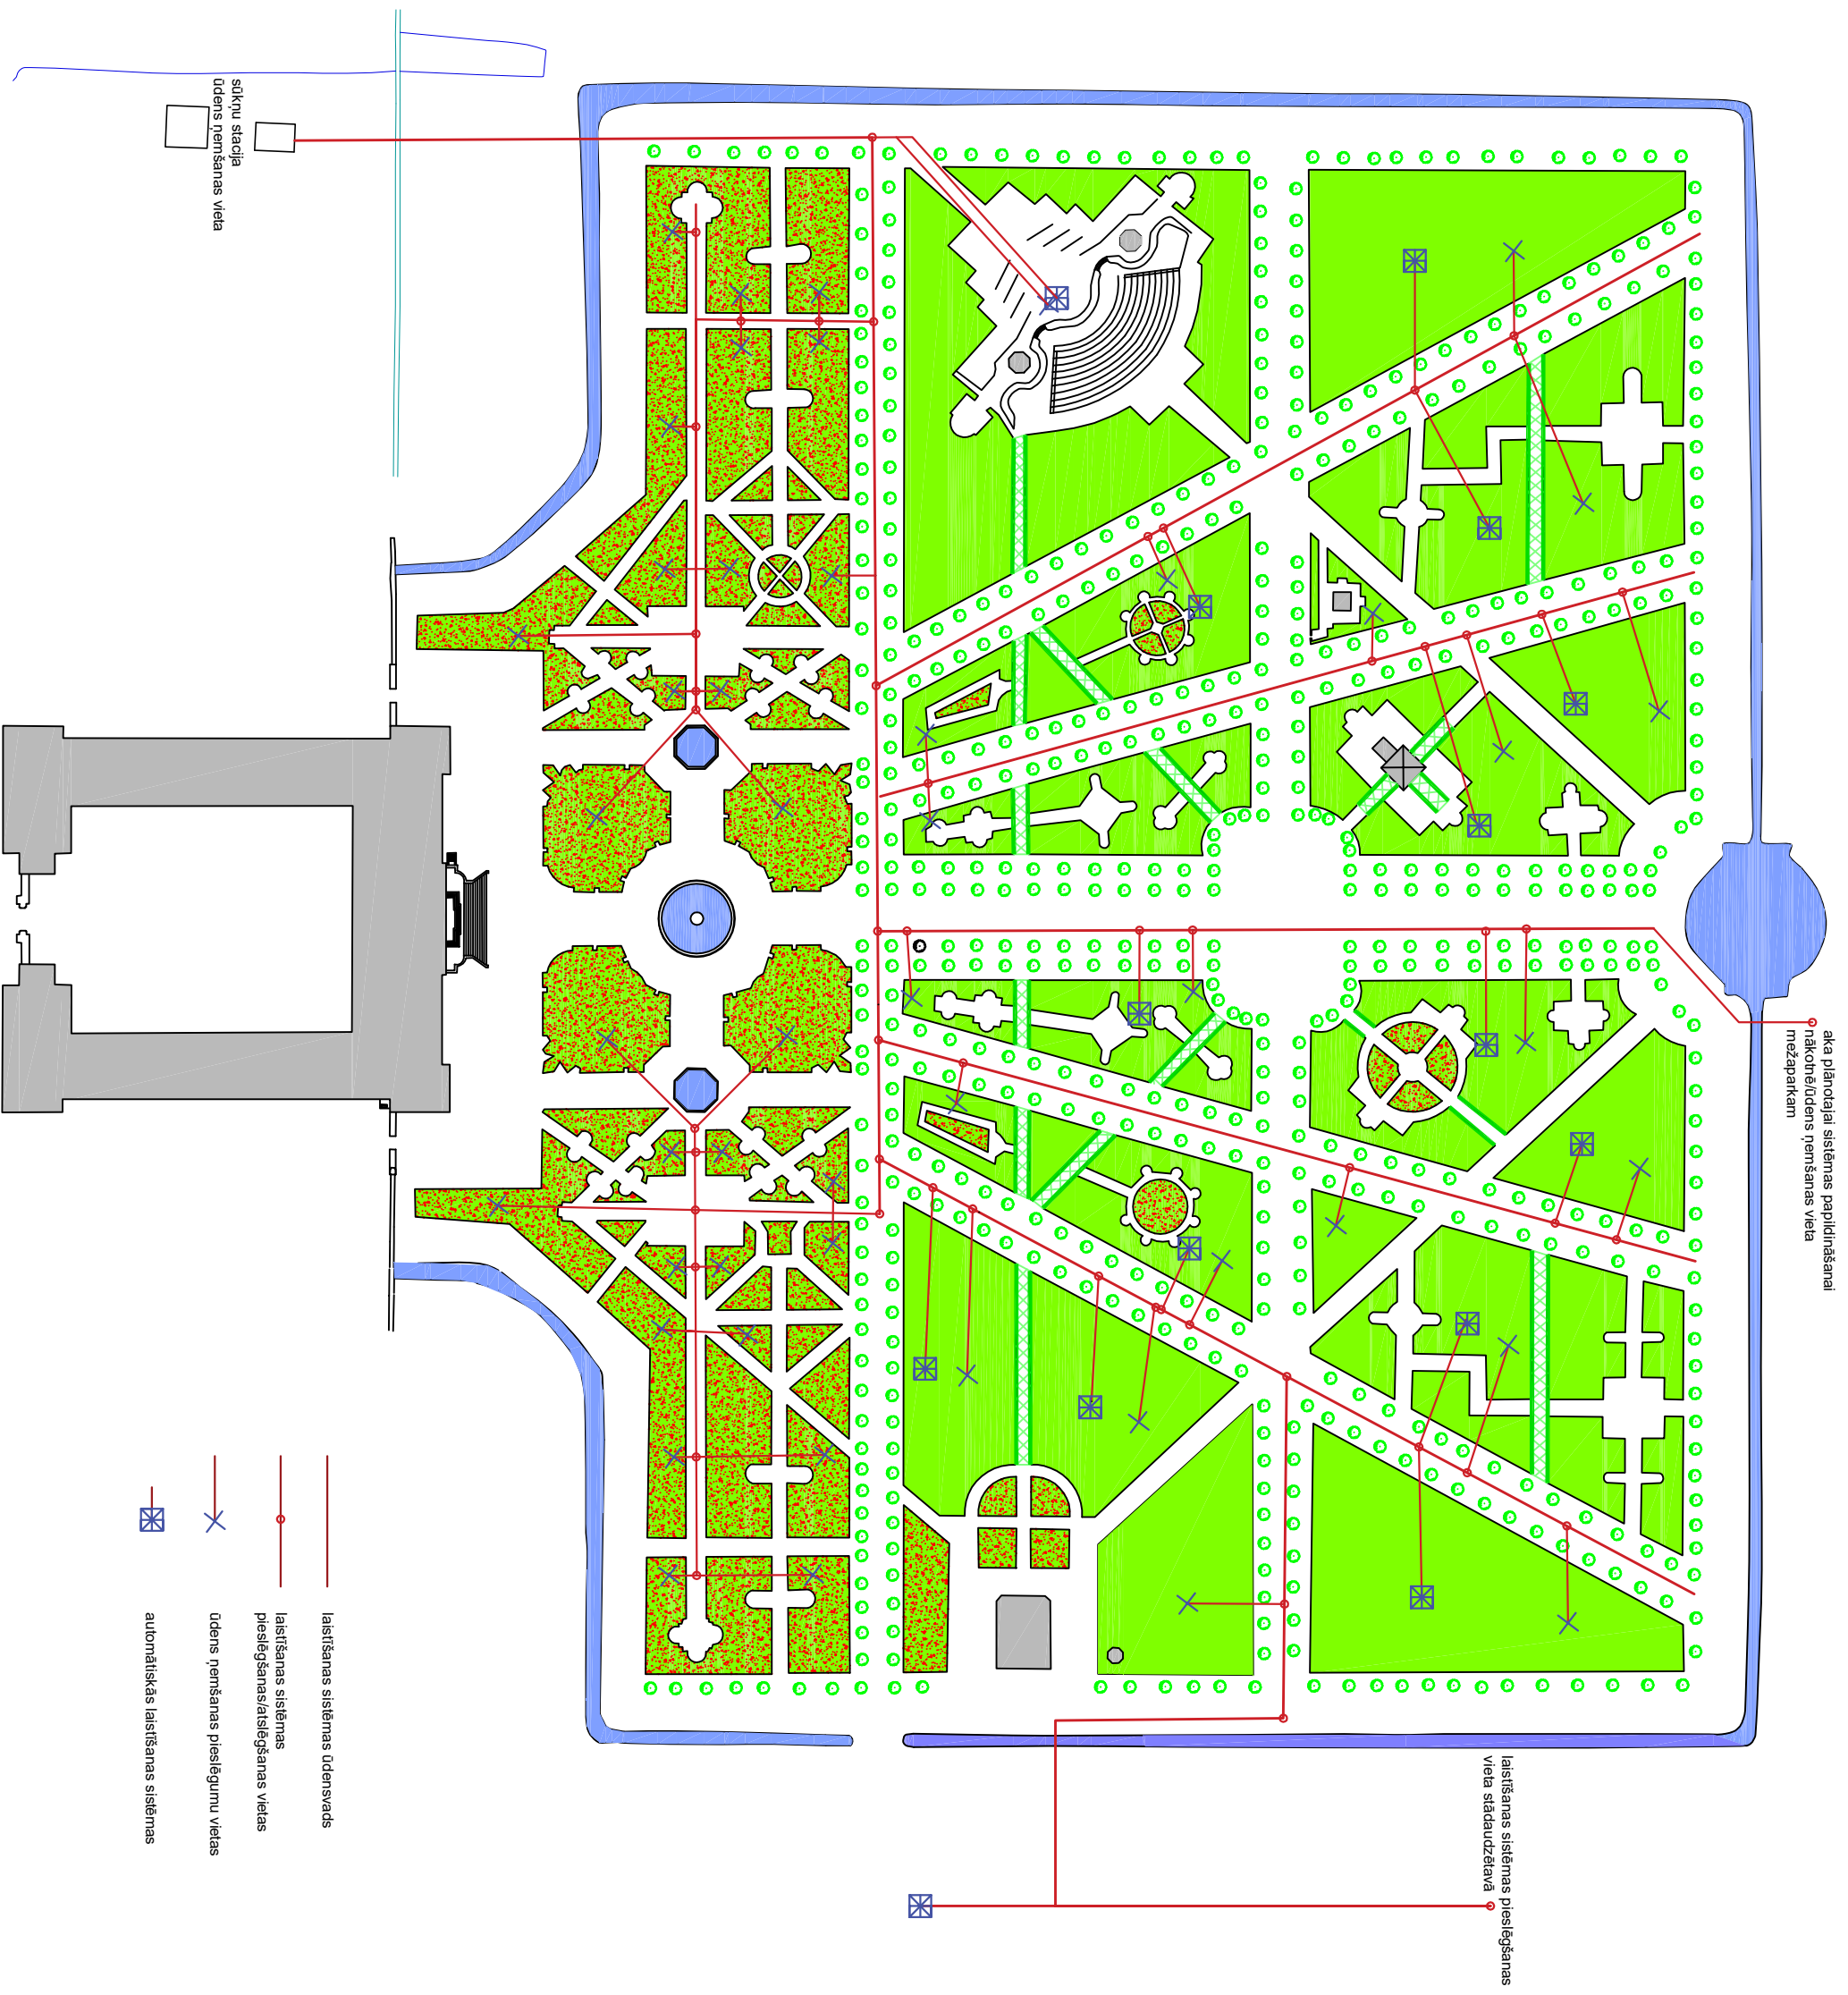 sūkņu stacija
ūdens ņemšanas vieta
aka plānotajai sistēmas papildināšanai
nākotnē/ūdens ņemšanas vieta
mežaparkam
laistīšanas sistēmas pieslēgšanas
vieta stādaudzētavā
laistīšanas sistēmas ūdensvads
laistīšanas sistēmas
pieslēgšanas/atslēgšanas vietas
ūdens ņemšanas pieslēgumu vietas
automātiskās laistīšanas sistēmas